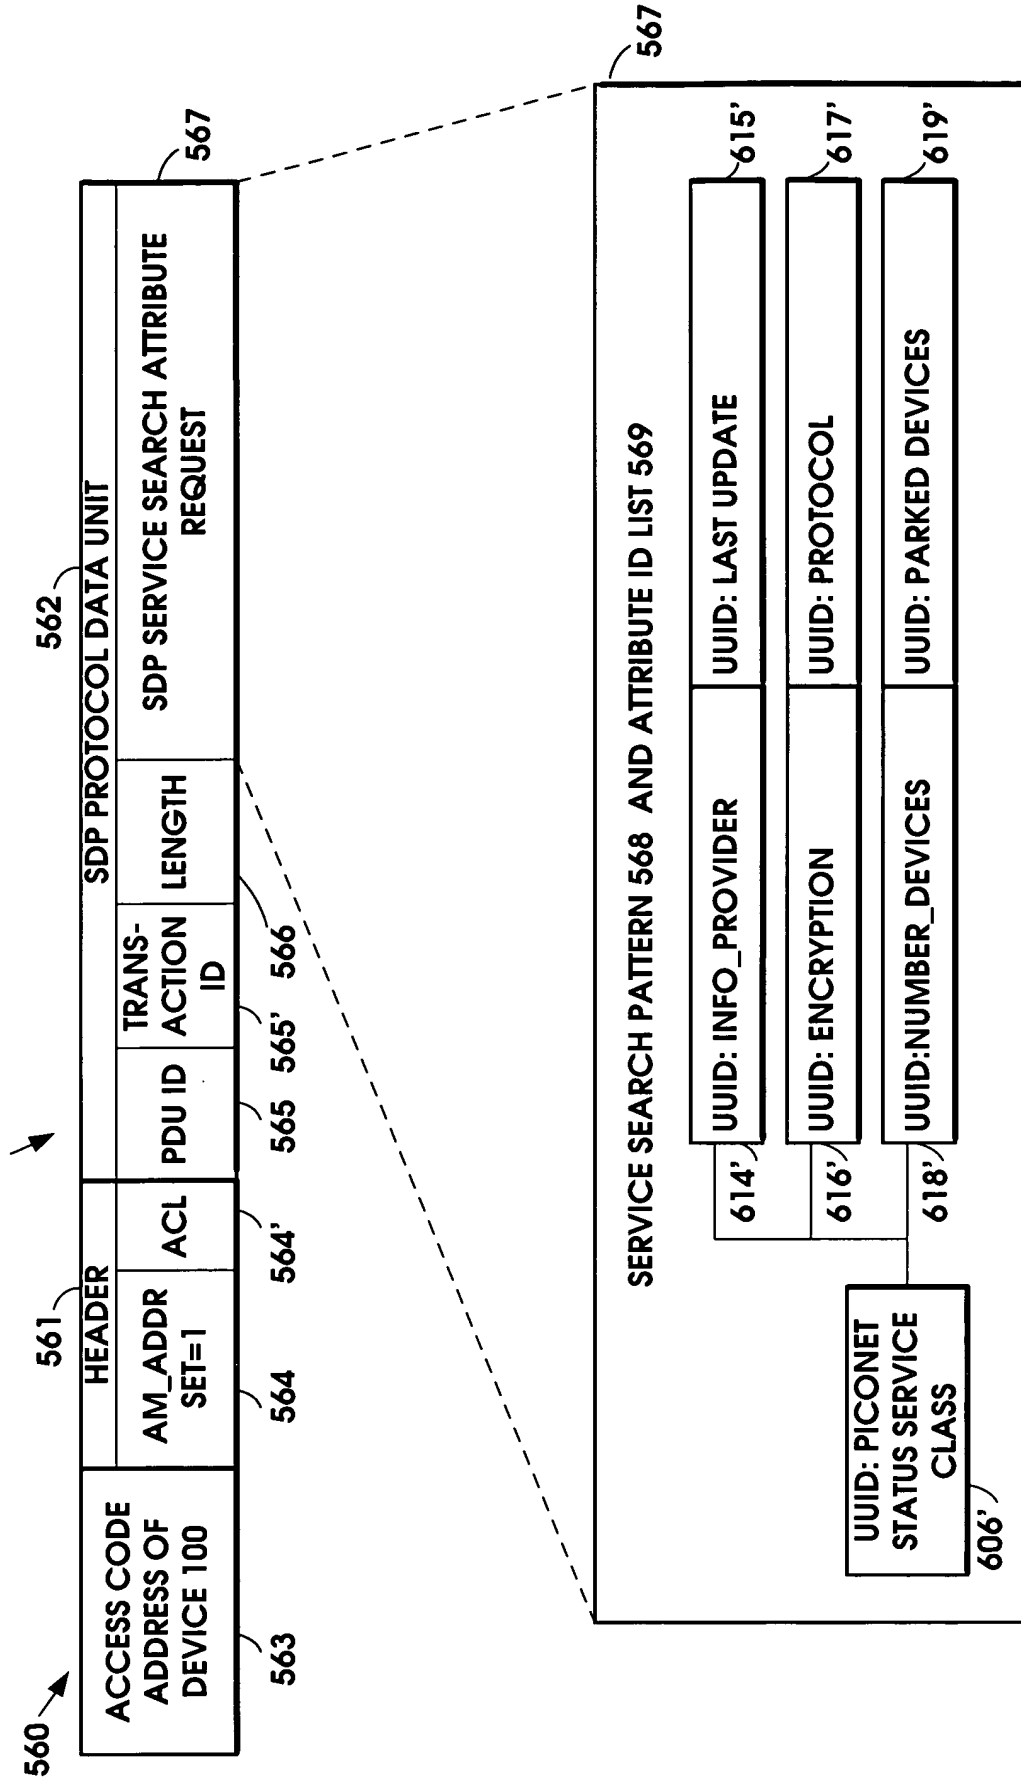 560
561
562
HEADER
SDP PROTOCOL DATA UNIT
ACCESS CODE
ADDRESS OF
DEVICE 100
AM_ADDR
SET=1
ACL
PDU ID
TRANS-
ACTION
ID
LENGTH
SDP SERVICE SEARCH ATTRIBUTE
REQUEST
563
564
564'
565
565'
566
567
567
SERVICE SEARCH PATTERN 568 AND ATTRIBUTE ID LIST 569
UUID: INFO_PROVIDER
UUID: LAST UPDATE
614'
615'
UUID: ENCRYPTION
UUID: PROTOCOL
616'
617'
UUID:NUMBER_DEVICES
UUID: PARKED DEVICES
618'
619'
UUID: PICONET
STATUS SERVICE
CLASS
606'